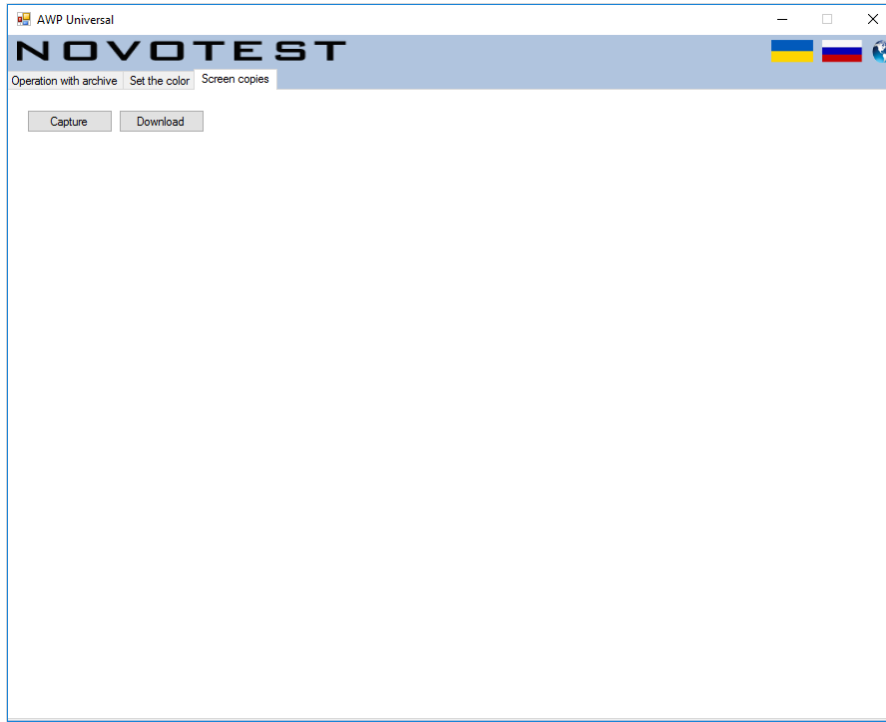 AWP Universal
NOVOTEST
Operation with archive Set the color Screen copies
Capture Download